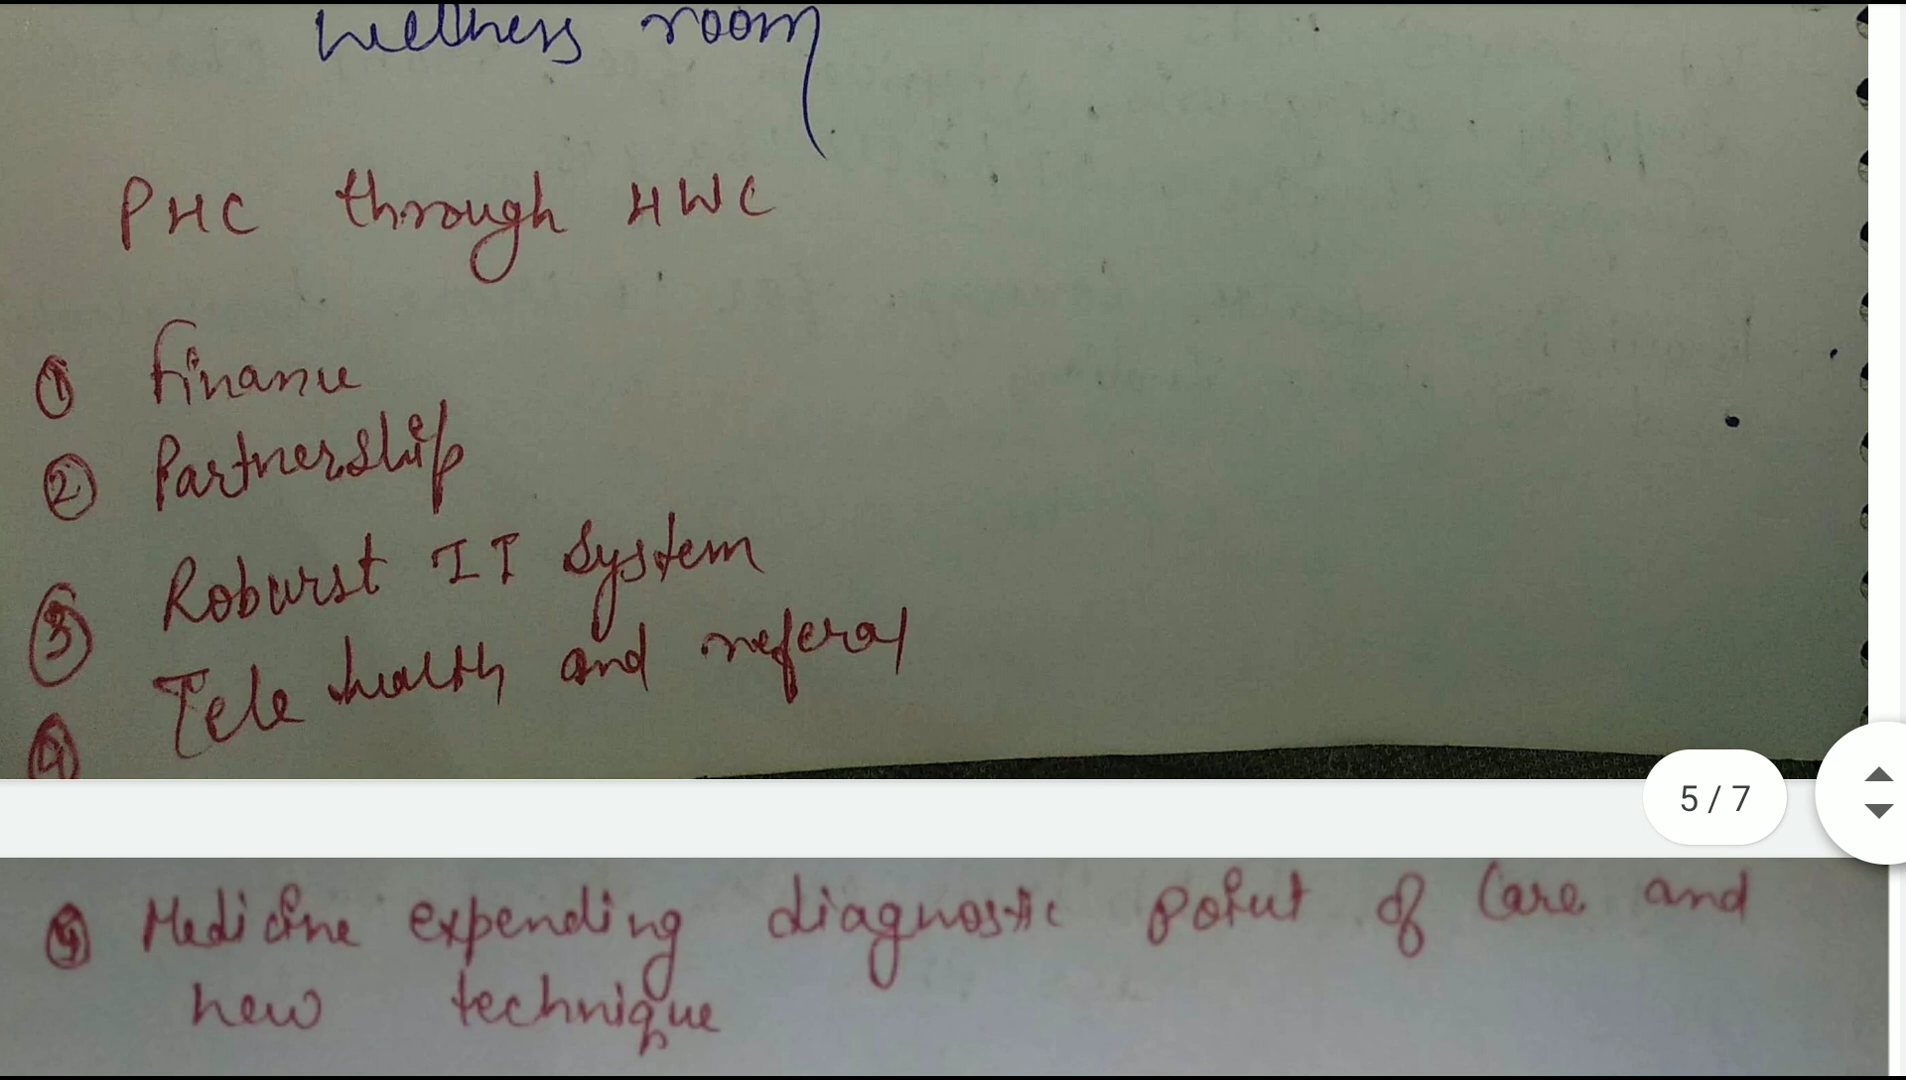 wellness room
PHC through HWC
① Finance
② Partnership
③ Roburst IT System
④ Tele health and referal
5 / 7
⑤ Medicine expending diagnostic point of Care and
new technique